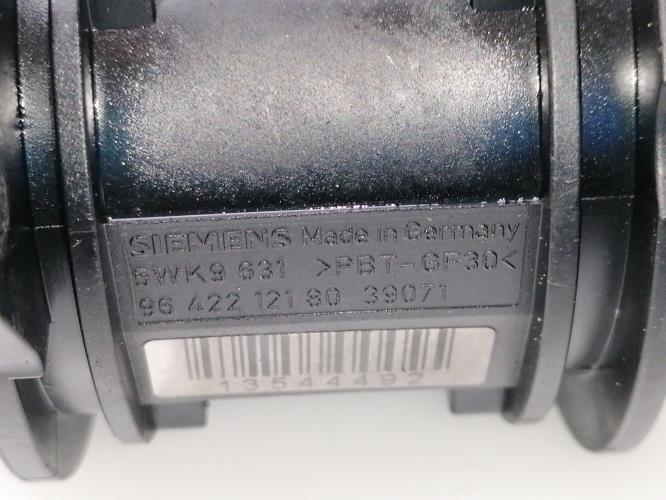 SIEMENS Made in Germany
5WK9 631 >PBT-GF30<
96 422 121 80 39071
13544492